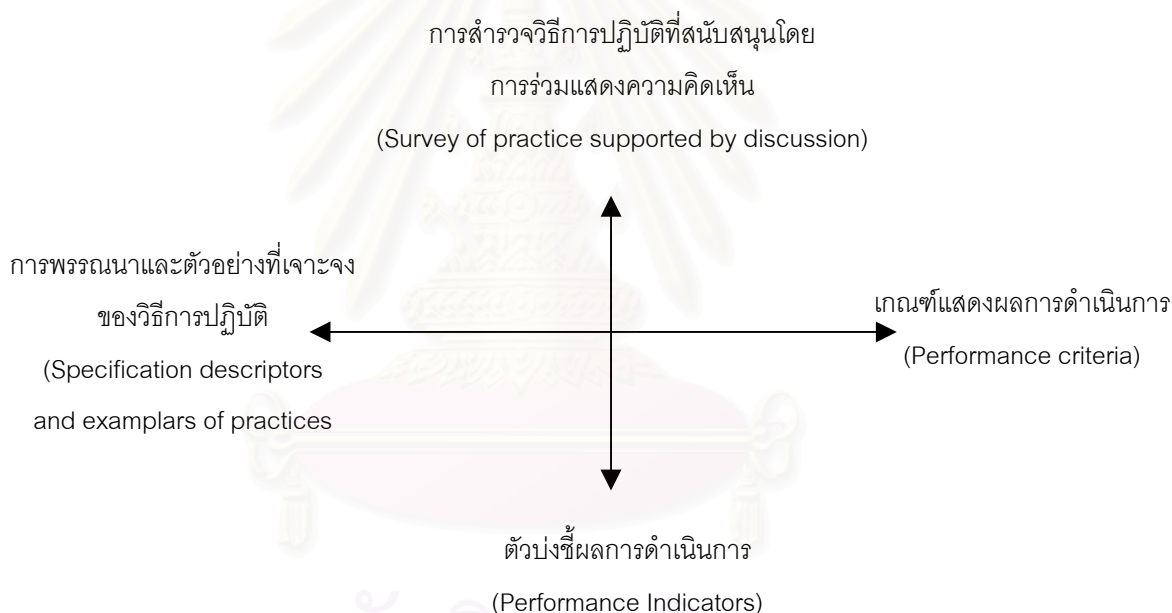 การสำรวจวิธีการปฏิบัติที่สนับสนุนโดย
การร่วมแสดงความคิดเห็น
(Survey of practice supported by discussion)
การพรรณนาและตัวอย่างที่เจาะจง
ของวิธีการปฏิบัติ
(Specification descriptors
and examplars of practices
เกณฑ์แสดงผลการดำเนินการ
(Performance criteria)
ตัวบ่งชี้ผลการดำเนินการ
(Performance Indicators)